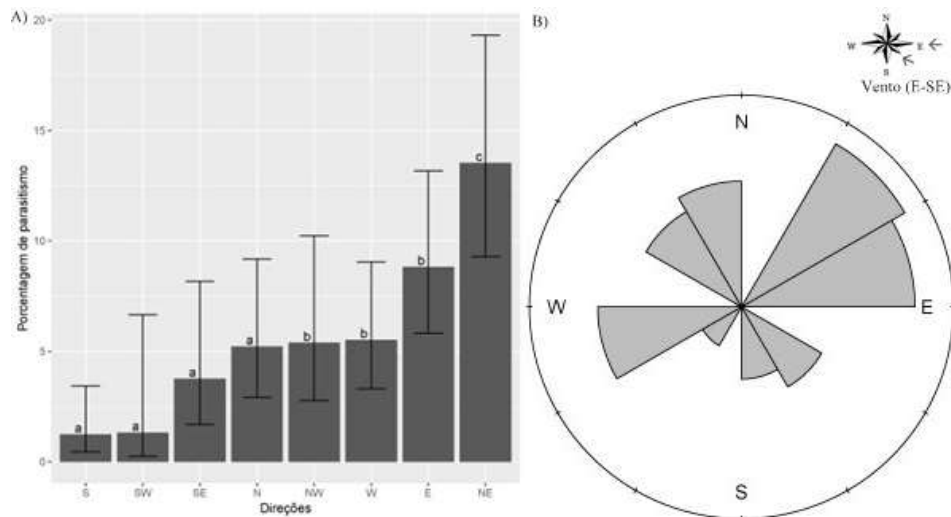 A)
Porcentagem de parasitismo
20
15
10
5
0
a
a
a
a
b
b
b
c
S
SW
SE
N
NW
W
E
NE
Direções
B)
N
W
E
S
Vento (E-SE)
N
W
E
S